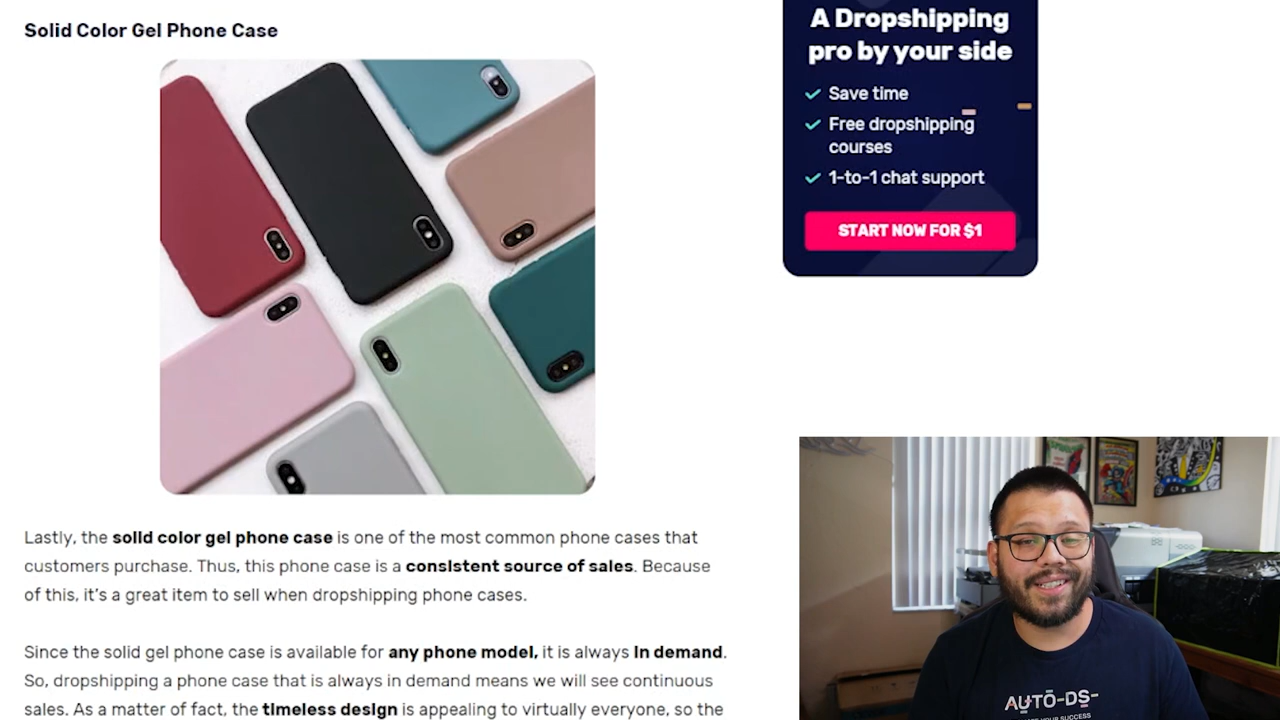 Solid Color Gel Phone Case
Lastly, the solid color gel phone case is one of the most common phone cases that
customers purchase. Thus, this phone case is a consistent source of sales. Because
of this, it's a great item to sell when dropshipping phone cases.
Since the solid gel phone case is available for any phone model, it is always in demand.
So, dropshipping a phone case that is always in demand means we will see continuous
sales. As a matter of fact, the timeless design is appealing to virtually everyone, so the
A Dropshipping
pro by your side
Save time
Free dropshipping
courses
1-to-1 chat support
START NOW FOR $1
AUTO-DS-